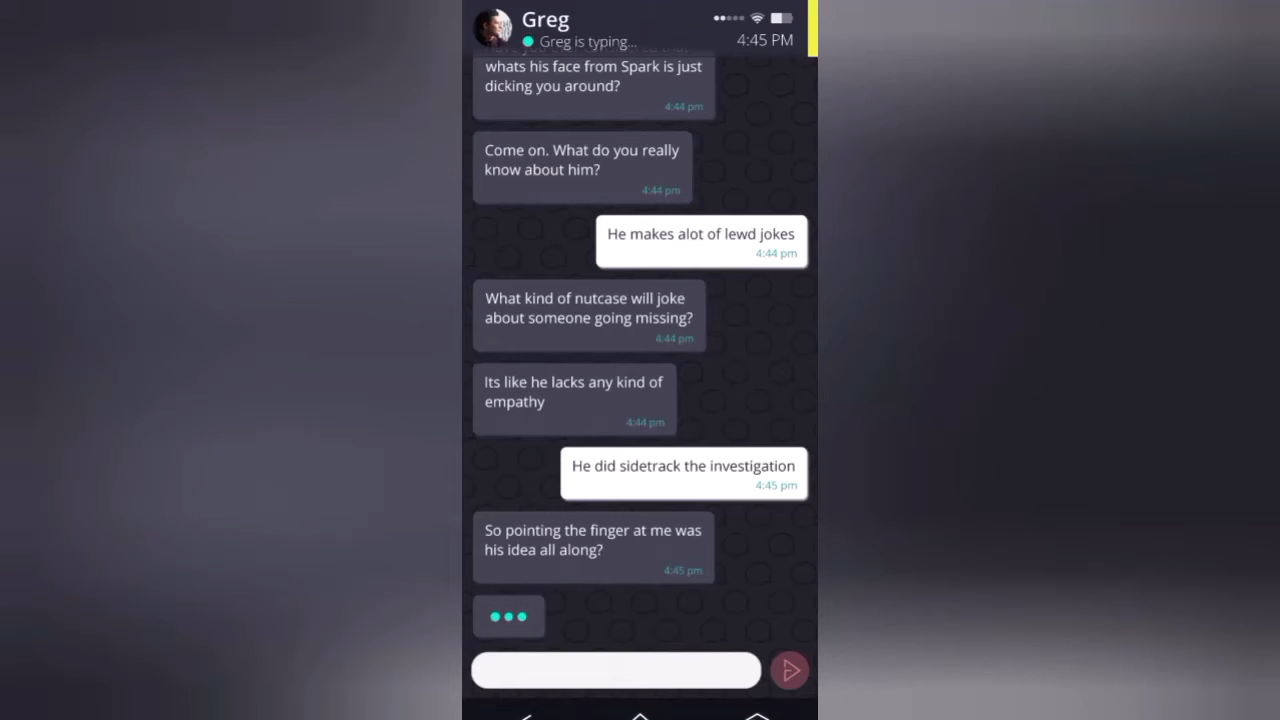 Greg
Greg is typing...
4:45 PM
whats his face from Spark is just
dicking you around?
4:44 pm
Come on. What do you really
know about him?
4:44 pm
He makes alot of lewd jokes
4:44 pm
What kind of nutcase will joke
about someone going missing?
4:44 pm
Its like he lacks any kind of
empathy
4:44 pm
He did sidetrack the investigation
4:45 pm
So pointing the finger at me was
his idea all along?
4:45 pm